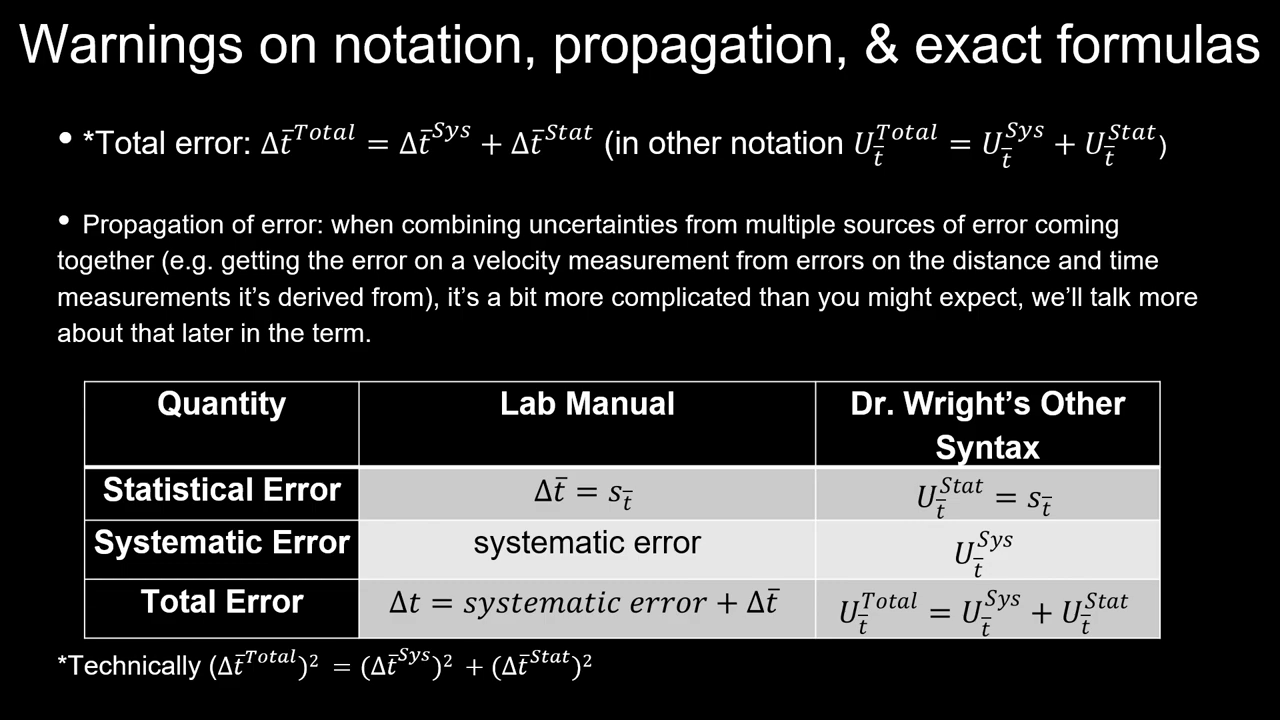 Warnings on notation, propagation, & exact formulas
• *Total error: Δt̄^Total = Δt̄^Sys + Δt̄^Stat (in other notation U_t̄^Total = U_t̄^Sys + U_t̄^Stat)
• Propagation of error: when combining uncertainties from multiple sources of error coming
together (e.g. getting the error on a velocity measurement from errors on the distance and time
measurements it’s derived from), it’s a bit more complicated than you might expect, we’ll talk more
about that later in the term.
Quantity Lab Manual Dr. Wright’s Other
Syntax
Statistical Error Δt̄ = s_t̄ U_t̄^Stat = s_t̄
Systematic Error systematic error U_t̄^Sys
Total Error Δt = systematic error + Δt̄ U_t̄^Total = U_t̄^Sys + U_t̄^Stat
*Technically (Δt̄^Total)² = (Δt̄^Sys)² + (Δt̄^Stat)²